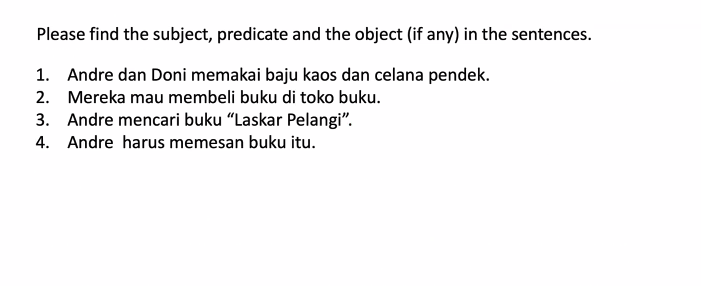 Please find the subject, predicate and the object (if any) in the sentences.
1. Andre dan Doni memakai baju kaos dan celana pendek.
2. Mereka mau membeli buku di toko buku.
3. Andre mencari buku “Laskar Pelangi”.
4. Andre  harus memesan buku itu.